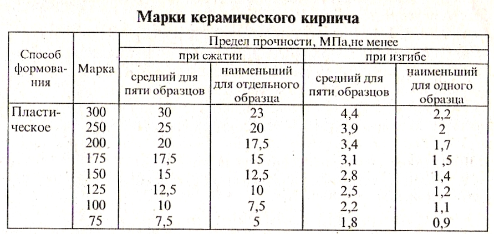 Марки керамического кирпича
Способ формова- ния Марка Предел прочности, МПа,не менее
при сжатии при изгибе
средний для пяти образцов наименьший для отдельного образца средний для пяти образцов наименьший для одного образца
Пласти- 300 30 23 4,4 2,2
ческое 250 25 20 3,9 2
200 20 17,5 3,4 1,7
175 17,5 15 3,1 1 ,5
150 15 12,5 2,8 1,4
125 12,5 10 2,5 1,2
100 10 7,5 2,2 1,1
75 7,5 5 1,8 0,9